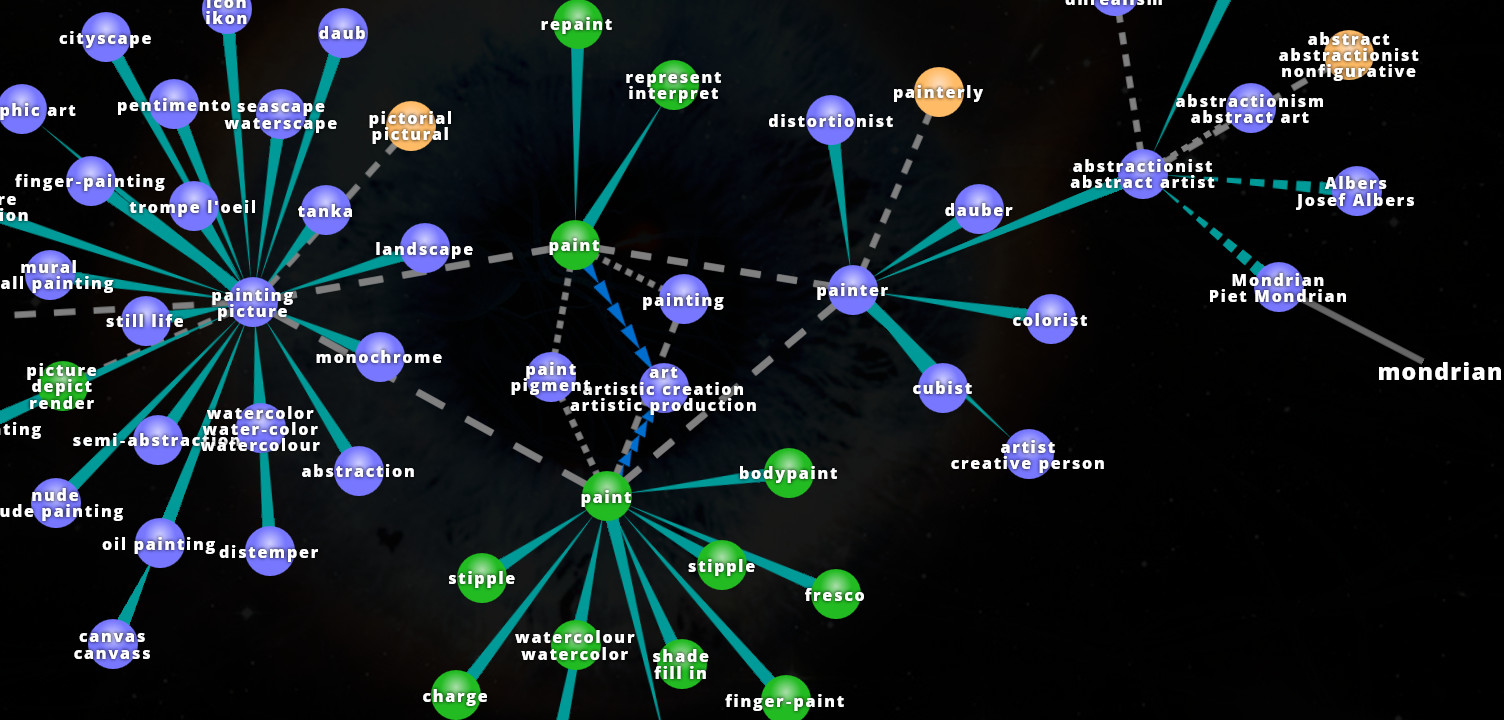 icon
ikon
cityscape
daub
repaint
unrealism
abstract
abstractionist
nonfigurative
represent
interpret
painterly
pentimento
seascape
waterscape
phic art
pictorial
pictural
distortionist
abstractionism
abstract art
finger-painting
trompe l'oeil
tanka
abstractionist
abstract artist
Albers
Josef Albers
re
ion
landscape
paint
dauber
mural
all painting
painting
picture
painting
painter
Mondrian
Piet Mondrian
still life
monochrome
colorist
picture
depict
render
paint
pigment
art
artistic creation
artistic production
cubist
mondrian
ting
semi-abstraction
watercolor
water-color
watercolour
abstraction
artist
creative person
bodypaint
nude
ude painting
paint
oil painting
distemper
stipple
stipple
fresco
canvas
canvass
watercolour
watercolor
shade
fill in
charge
finger-paint